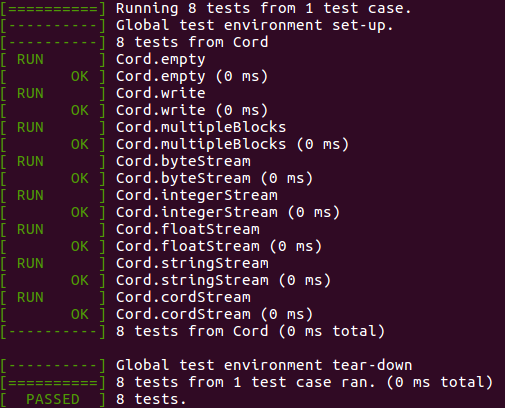 [==========] Running 8 tests from 1 test case.
[----------] Global test environment set-up.
[----------] 8 tests from Cord
[ RUN      ] Cord.empty
[       OK ] Cord.empty (0 ms)
[ RUN      ] Cord.write
[       OK ] Cord.write (0 ms)
[ RUN      ] Cord.multipleBlocks
[       OK ] Cord.multipleBlocks (0 ms)
[ RUN      ] Cord.byteStream
[       OK ] Cord.byteStream (0 ms)
[ RUN      ] Cord.integerStream
[       OK ] Cord.integerStream (0 ms)
[ RUN      ] Cord.floatStream
[       OK ] Cord.floatStream (0 ms)
[ RUN      ] Cord.stringStream
[       OK ] Cord.stringStream (0 ms)
[ RUN      ] Cord.cordStream
[       OK ] Cord.cordStream (0 ms)
[----------] 8 tests from Cord (0 ms total)
[----------] Global test environment tear-down
[==========] 8 tests from 1 test case ran. (0 ms total)
[  PASSED  ] 8 tests.